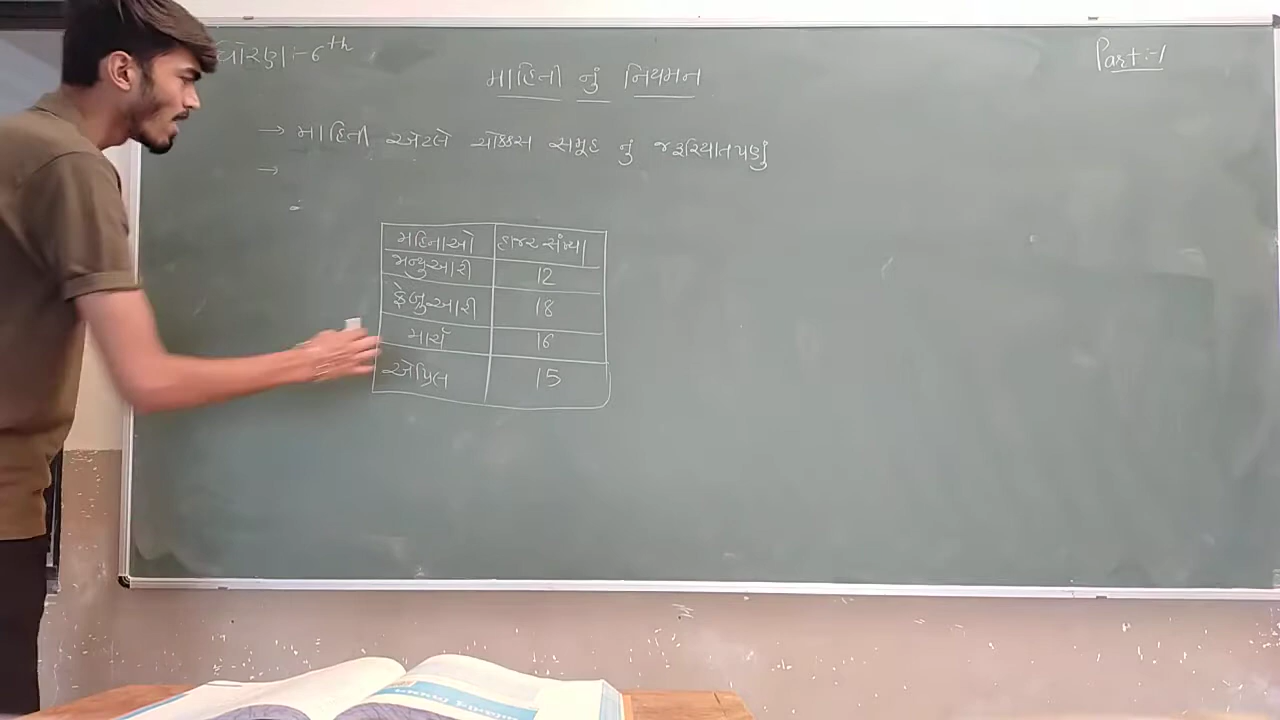 ધોરણ:-6th
Part:-1
માહિતી નું નિયમન
→ માહિતી એટલે ચોક્કસ સમૂહ નું જરૂરિયાતપણું
→
મહિનાઓ હાજર સંખ્યા
જાન્યુઆરી 12
ફેબ્રુઆરી 18
માર્ચ 16
એપ્રિલ 15